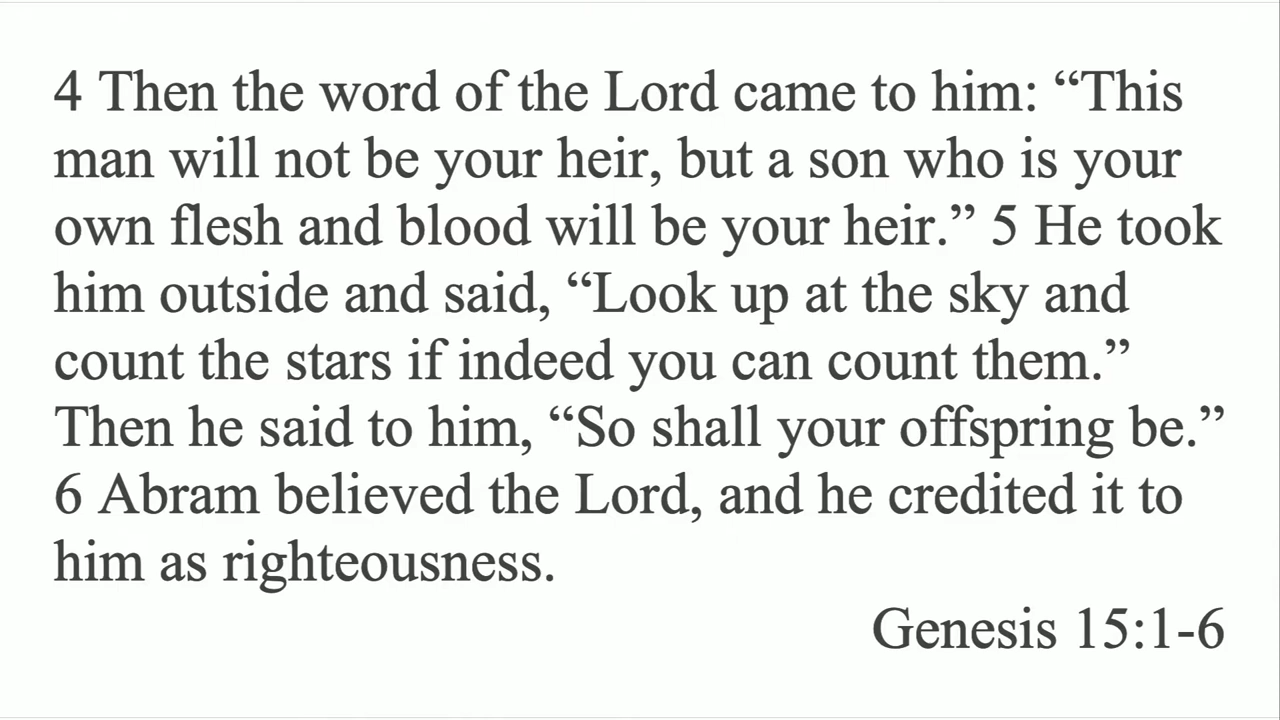 4 Then the word of the Lord came to him: “This
man will not be your heir, but a son who is your
own flesh and blood will be your heir.” 5 He took
him outside and said, “Look up at the sky and
count the stars if indeed you can count them.”
Then he said to him, “So shall your offspring be.”
6 Abram believed the Lord, and he credited it to
him as righteousness.
Genesis 15:1-6